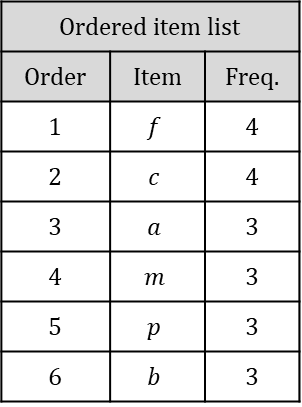 Ordered item list
Order Item Freq.
1 f 4
2 c 4
3 a 3
4 m 3
5 p 3
6 b 3